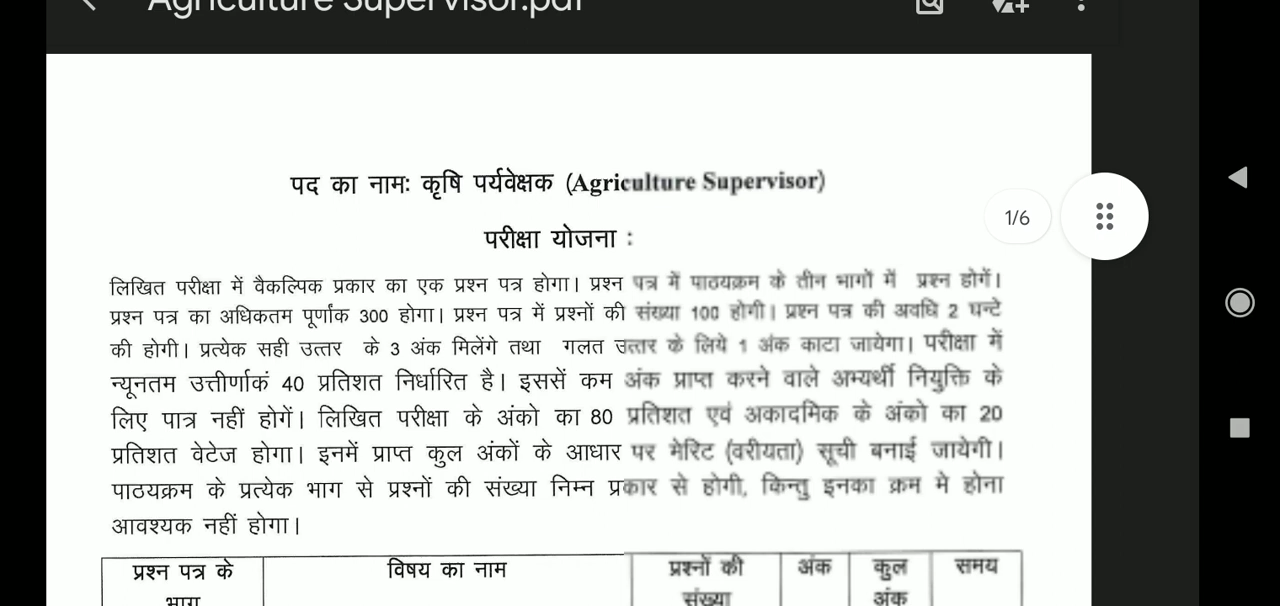 Agriculture Supervisor.pdf
पद का नाम: कृषि पर्यवेक्षक (Agriculture Supervisor)
1/6
परीक्षा योजना :
लिखित परीक्षा में वैकल्पिक प्रकार का एक प्रश्न पत्र होगा। प्रश्न पत्र में पाठयक्रम के तीन भागों में प्रश्न होगें।
प्रश्न पत्र का अधिकतम पूर्णांक 300 होगा। प्रश्न पत्र में प्रश्नों की संख्या 100 होगी। प्रश्न पत्र की अवधि 2 घन्टे
की होगी। प्रत्येक सही उत्तर के 3 अंक मिलेंगे तथा गलत उत्तर के लिये 1 अंक काटा जायेगा। परीक्षा में
न्यूनतम उत्तीर्णाकं 40 प्रतिशत निर्धारित है। इससें कम अंक प्राप्त करने वाले अभ्यर्थी नियुक्ति के
लिए पात्र नहीं होगें। लिखित परीक्षा के अंको का 80 प्रतिशत एवं अकादमिक के अंको का 20
प्रतिशत वेटेज होगा। इनमें प्राप्त कुल अंकों के आधार पर मेरिट (वरीयता) सूची बनाई जायेगी।
पाठयक्रम के प्रत्येक भाग से प्रश्नों की संख्या निम्न प्रकार से होगी, किन्तु इनका क्रम मे होना
आवश्यक नहीं होगा।
प्रश्न पत्र के विषय का नाम प्रश्नों की अंक कुल समय
भाग संख्या अंक